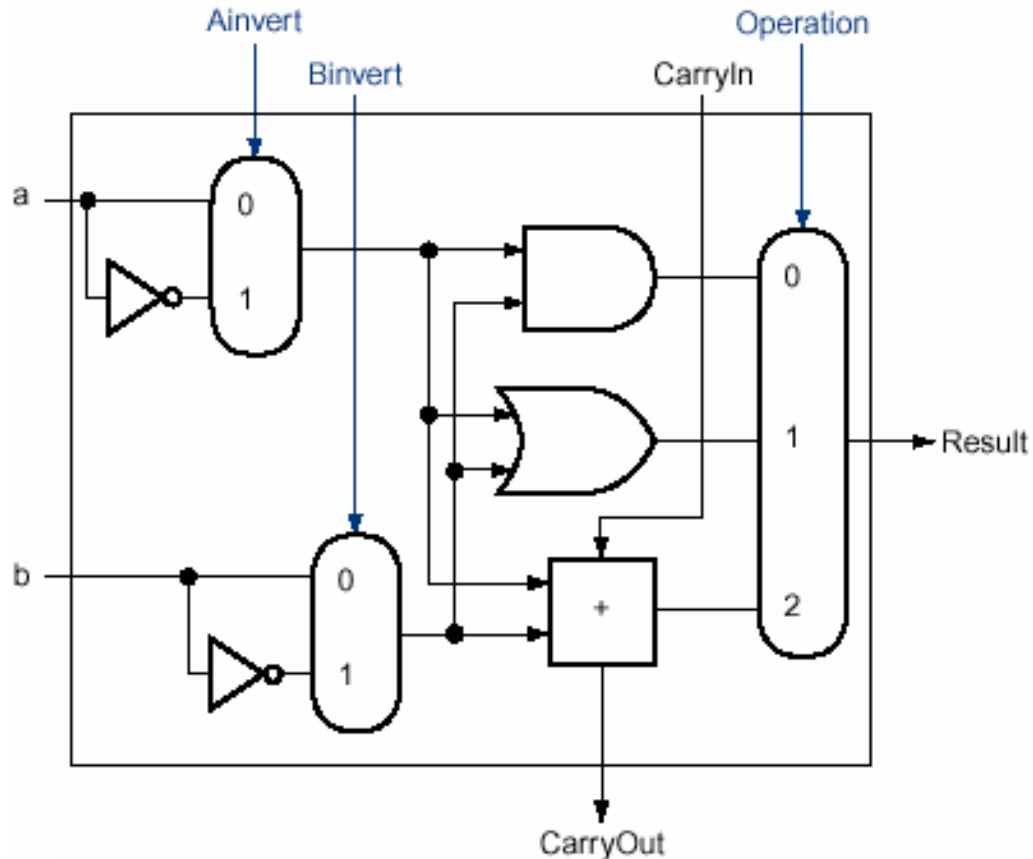 Ainvert
Operation
Binvert
CarryIn
a
0
1
0
1
Result
b
0
1
+
2
CarryOut